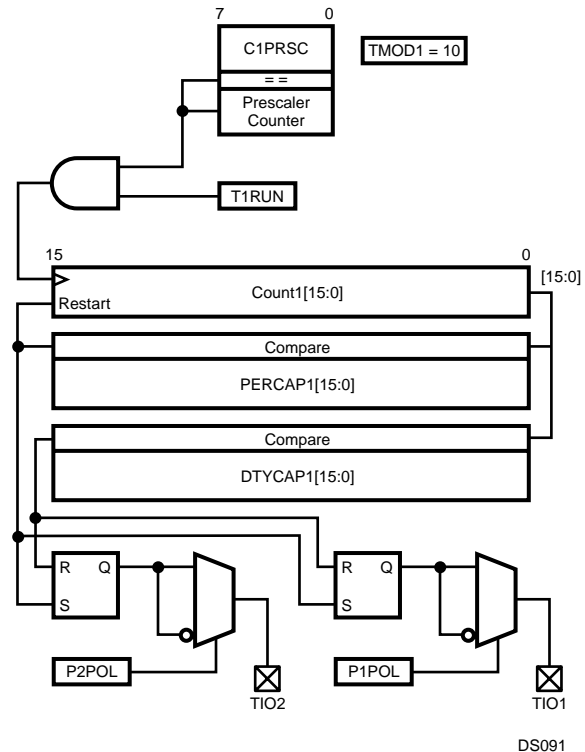 7 0
C1PRSC
TMOD1 = 10
= =
Prescaler
Counter
T1RUN
15 0
[15:0]
Count1[15:0]
Restart
Compare
PERCAP1[15:0]
Compare
DTYCAP1[15:0]
R Q
S
R Q
S
P2POL
P1POL
TIO2
TIO1
DS091